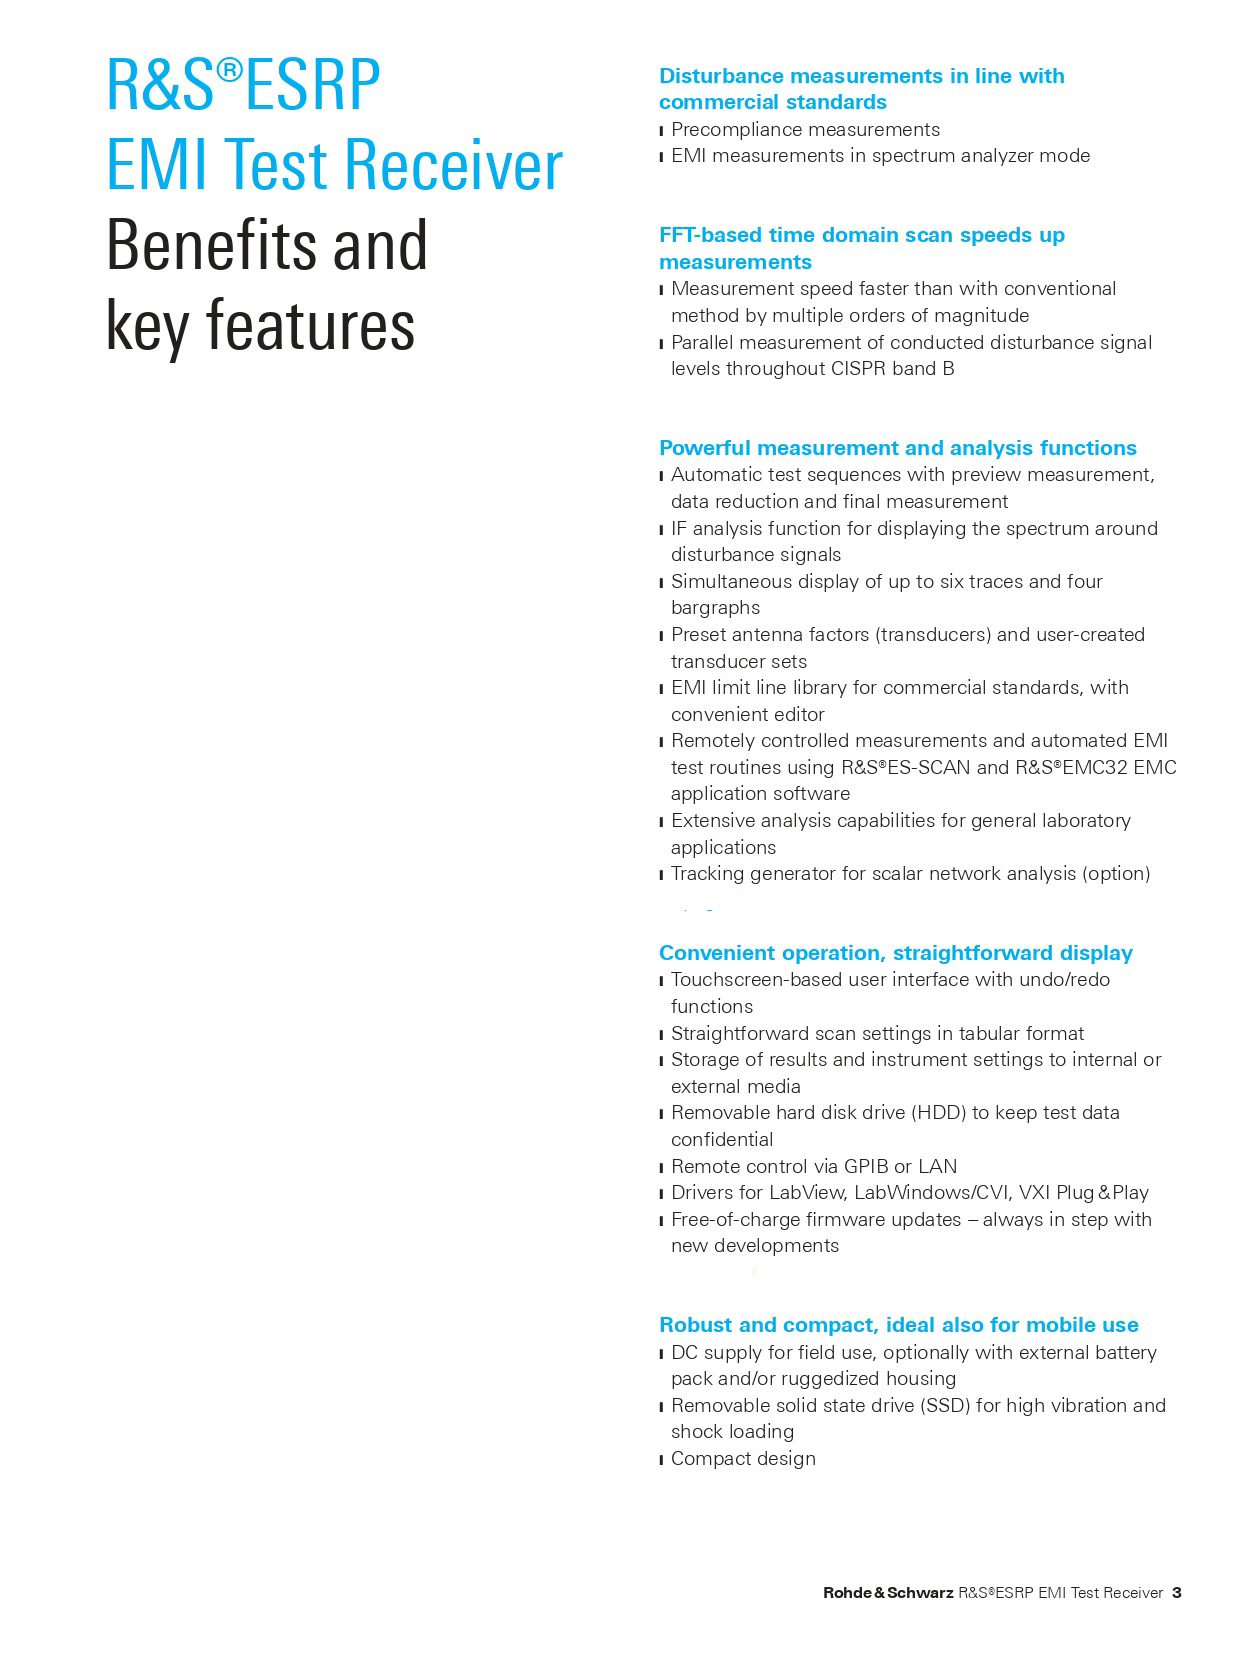 R&S®ESRP
EMI Test Receiver
Benefits and
key features
Disturbance measurements in line with
commercial standards
ı Precompliance measurements
ı EMI measurements in spectrum analyzer mode
FFT-based time domain scan speeds up
measurements
ı Measurement speed faster than with conventional
method by multiple orders of magnitude
ı Parallel measurement of conducted disturbance signal
levels throughout CISPR band B
Powerful measurement and analysis functions
ı Automatic test sequences with preview measurement,
data reduction and final measurement
ı IF analysis function for displaying the spectrum around
disturbance signals
ı Simultaneous display of up to six traces and four
bargraphs
ı Preset antenna factors (transducers) and user-created
transducer sets
ı EMI limit line library for commercial standards, with
convenient editor
ı Remotely controlled measurements and automated EMI
test routines using R&S®ES-SCAN and R&S®EMC32 EMC
application software
ı Extensive analysis capabilities for general laboratory
applications
ı Tracking generator for scalar network analysis (option)
Convenient operation, straightforward display
ı Touchscreen-based user interface with undo/redo
functions
ı Straightforward scan settings in tabular format
ı Storage of results and instrument settings to internal or
external media
ı Removable hard disk drive (HDD) to keep test data
confidential
ı Remote control via GPIB or LAN
ı Drivers for LabView, LabWindows/CVI, VXI Plug & Play
ı Free-of-charge firmware updates – always in step with
new developments
Robust and compact, ideal also for mobile use
ı DC supply for field use, optionally with external battery
pack and/or ruggedized housing
ı Removable solid state drive (SSD) for high vibration and
shock loading
ı Compact design
Rohde & Schwarz R&S®ESRP EMI Test Receiver 3